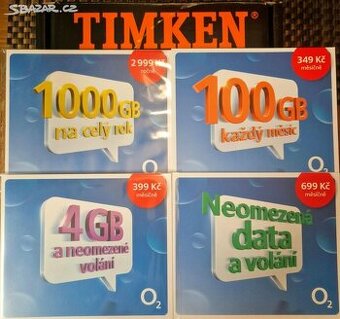 Sbazar.cz
TIMKEN
2 999 Kč
ročně
1000GB
na celý rok
O2
349 Kč
měsíčně
100GB
každý měsíc
O2
399 Kč
měsíčně
4GB
a neomezené
volání
O2
699 Kč
měsíčně
Neomezená
data
a volání
O2